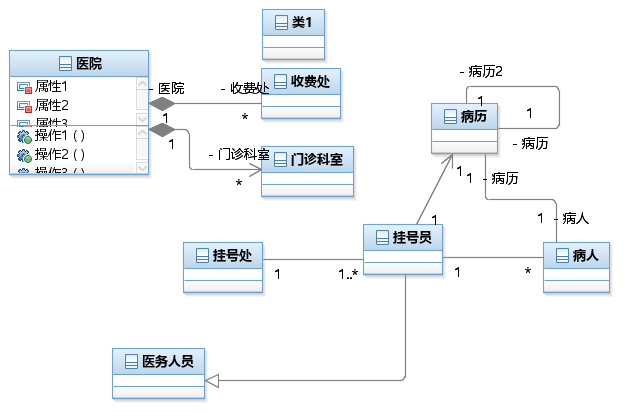 类1
医院
属性1
属性2
属性3
操作1 ( )
操作2 ( )
操作3 ( )
- 医院
- 收费处
1
*
收费处
1
- 门诊科室
*
门诊科室
- 病历2
1
1
病历
- 病历
1
1
- 病历
1
- 病人
1
挂号员
挂号处
1
1..*
1
*
病人
医务人员